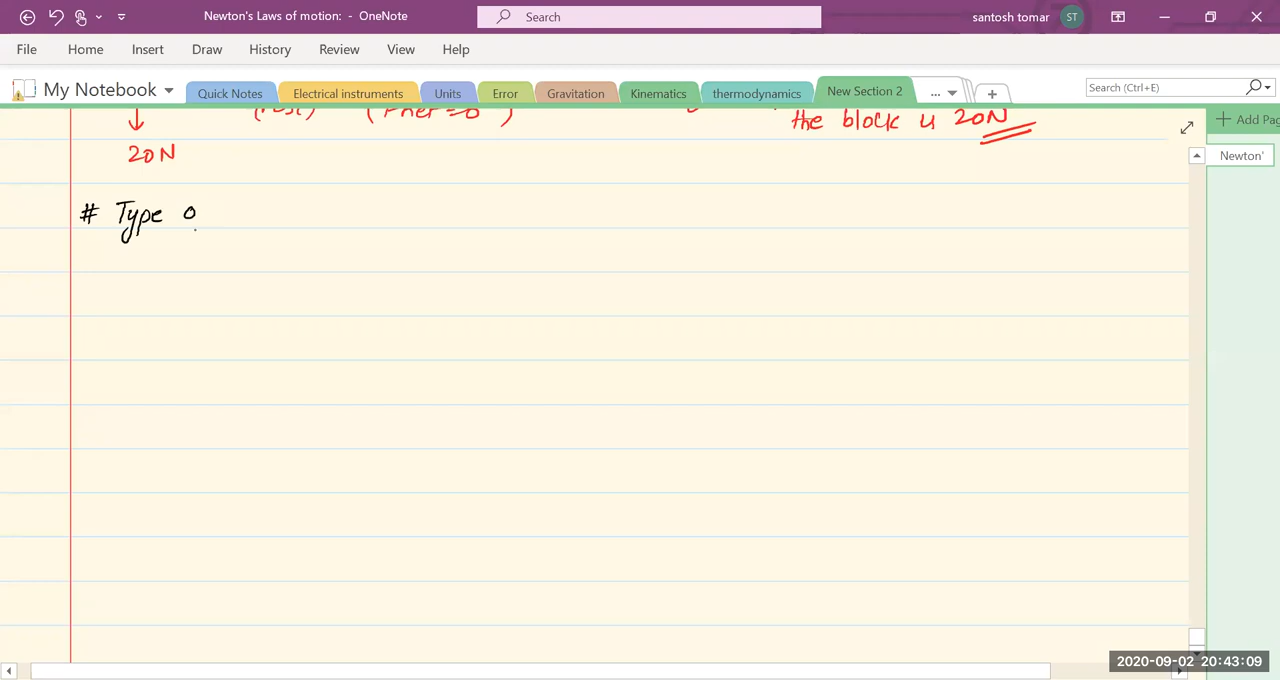 Newton's Laws of motion: - OneNote
Search
santosh tomar
ST
File Home Insert Draw History Review View Help
My Notebook
Quick Notes Electrical instruments Units Error Gravitation Kinematics thermodynamics New Section 2 ...
Search (Ctrl+E)
Add Pag
Newton'
the block is 20N
20N
# Type o
2020-09-02 20:43:09